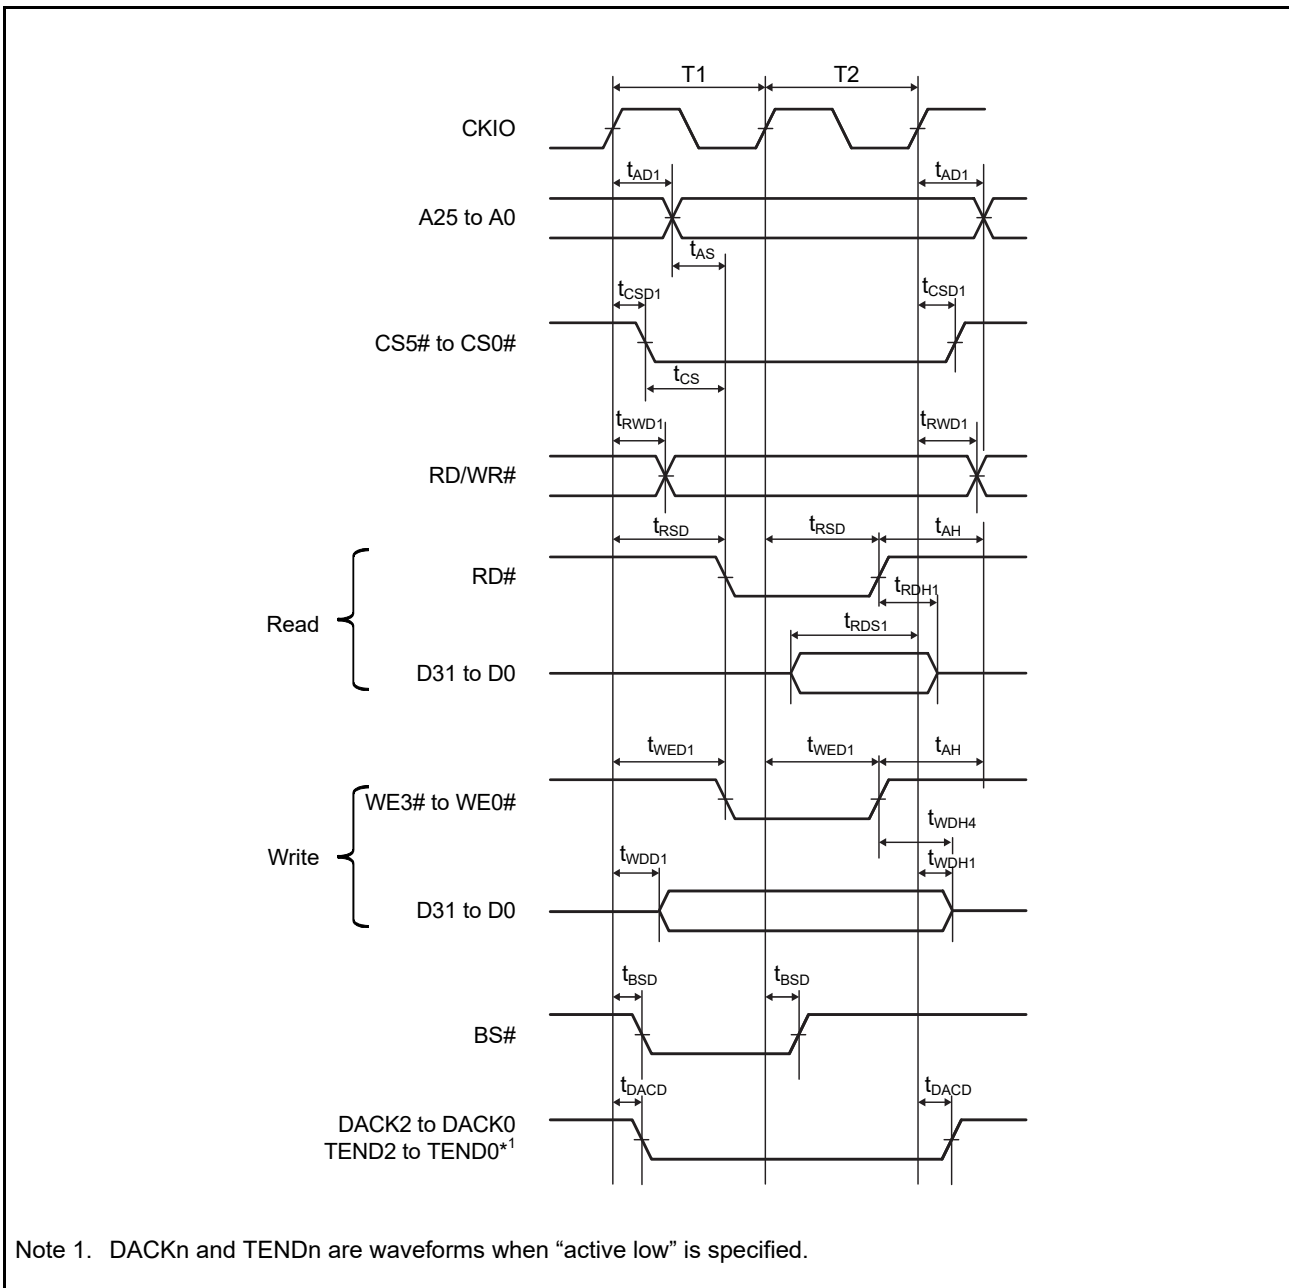 T1 T2
CKIO
tAD1 tAD1
A25 to A0
tAS
tCSD1 tCSD1
CS5# to CS0#
tCS
tRWD1 tRWD1
RD/WR#
tRSD tRSD tAH
RD#
tRDH1
Read
tRDS1
D31 to D0
tWED1 tWED1 tAH
WE3# to WE0#
tWDH4
Write
tWDD1 tWDH1
D31 to D0
tBSD tBSD
BS#
tDACD tDACD
DACK2 to DACK0
TEND2 to TEND0*1
Note 1. DACKn and TENDn are waveforms when “active low” is specified.